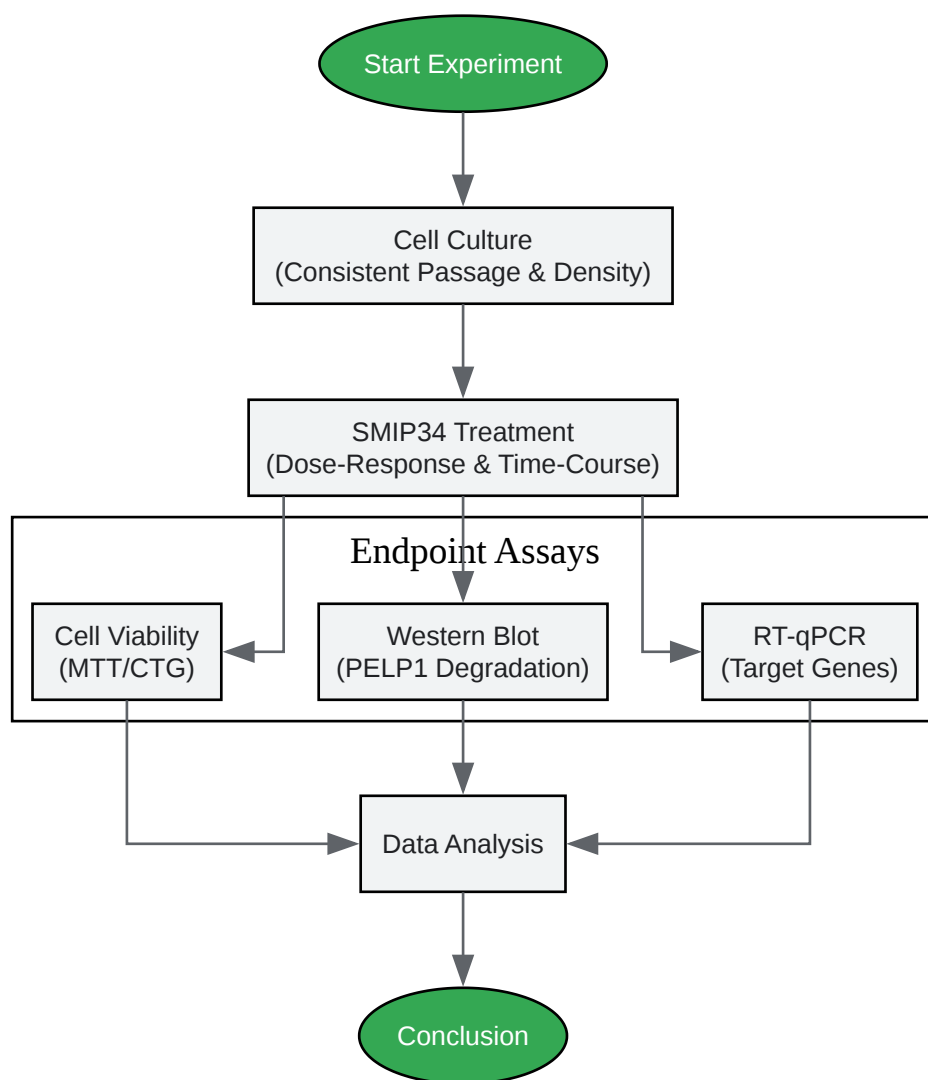 Start Experiment
Cell Culture
(Consistent Passage & Density)
SMIP34 Treatment
(Dose-Response & Time-Course)
Endpoint Assays
Cell Viability
(MTT/CTG)
Western Blot
(PELP1 Degradation)
RT-qPCR
(Target Genes)
Data Analysis
Conclusion